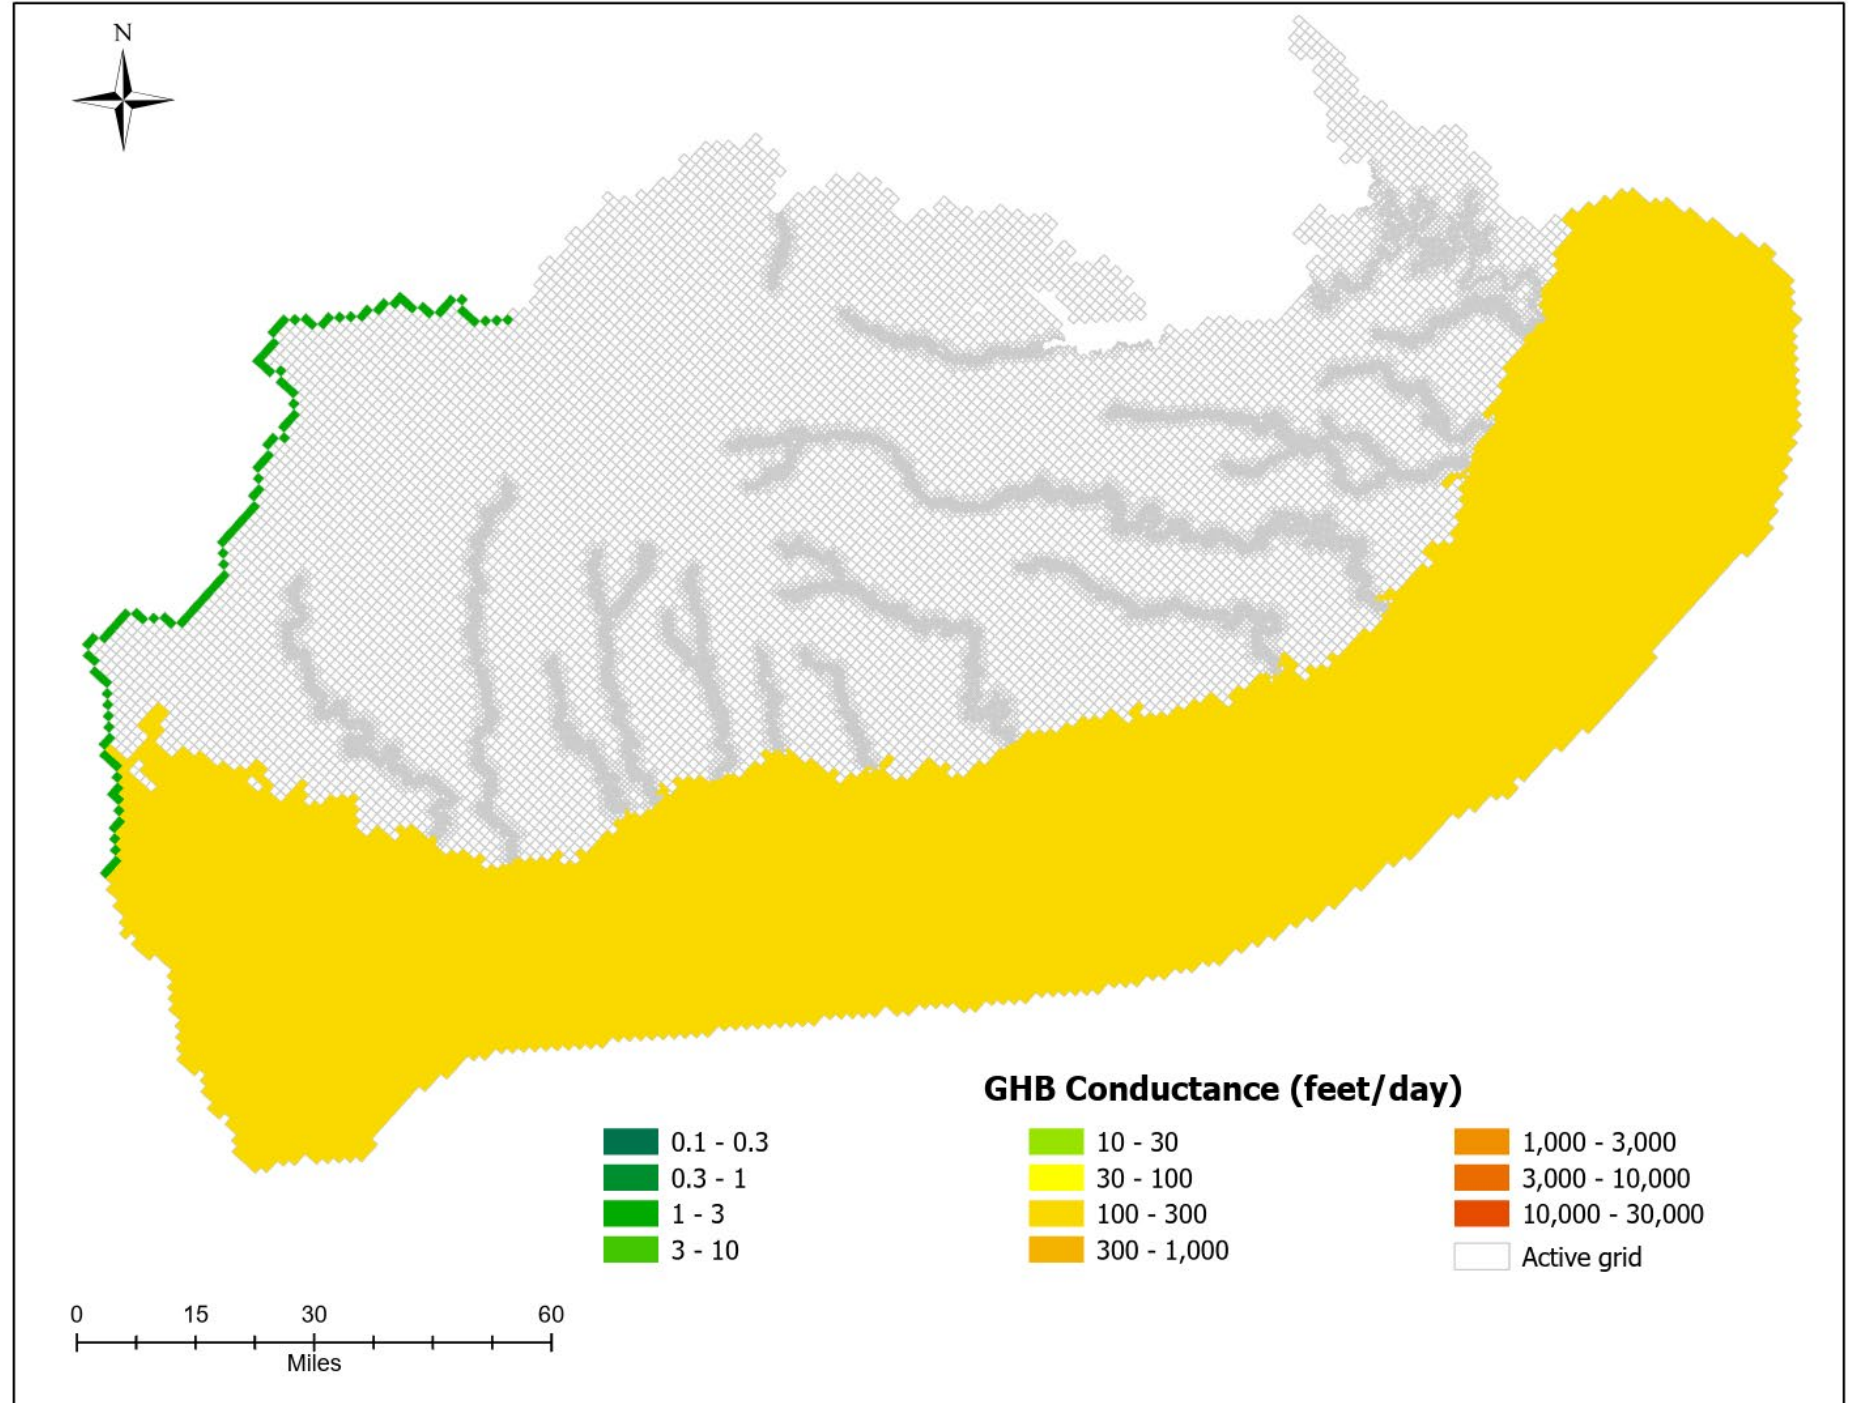 N
GHB Conductance (feet/day)
0.1 - 0.3
0.3 - 1
1 - 3
3 - 10
10 - 30
30 - 100
100 - 300
300 - 1,000
1,000 - 3,000
3,000 - 10,000
10,000 - 30,000
Active grid
0 15 30 60
Miles